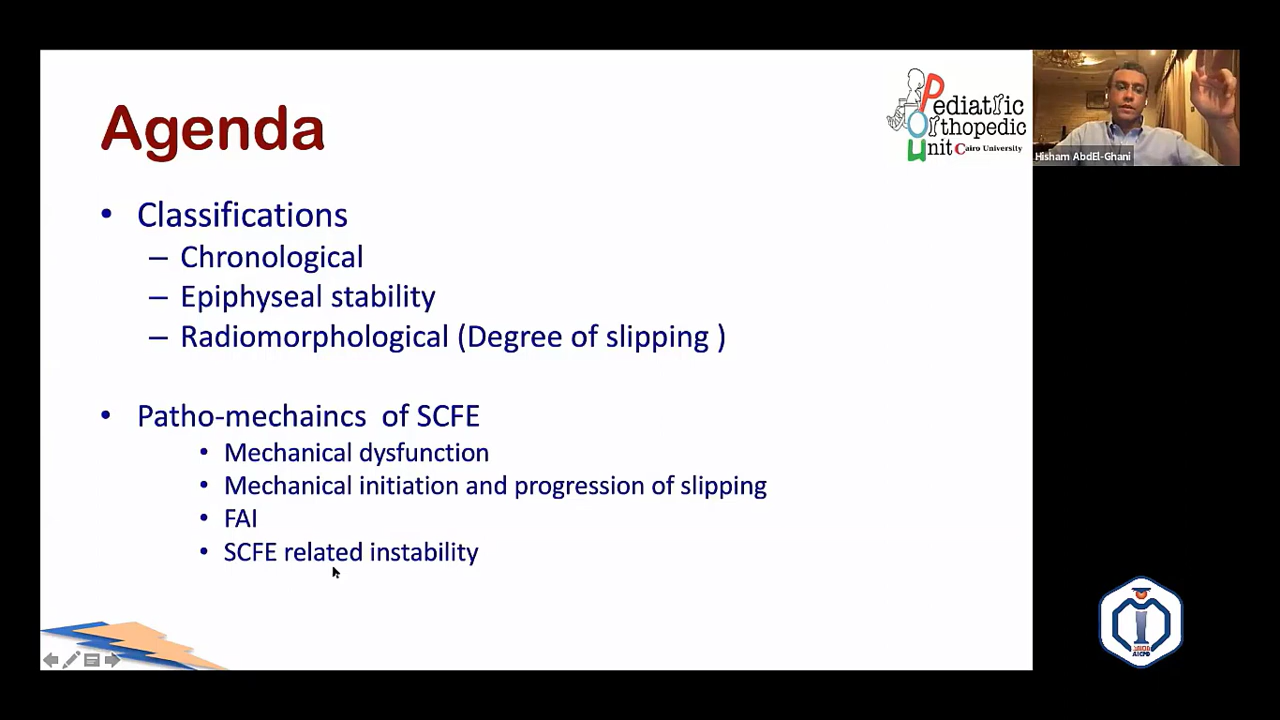 Agenda
• Classifications
– Chronological
– Epiphyseal stability
– Radiomorphological (Degree of slipping )
• Patho-mechaincs of SCFE
• Mechanical dysfunction
• Mechanical initiation and progression of slipping
• FAI
• SCFE related instability
Pediatric
Orthopedic
Unit Cairo University
Hisham AbdEl-Ghani